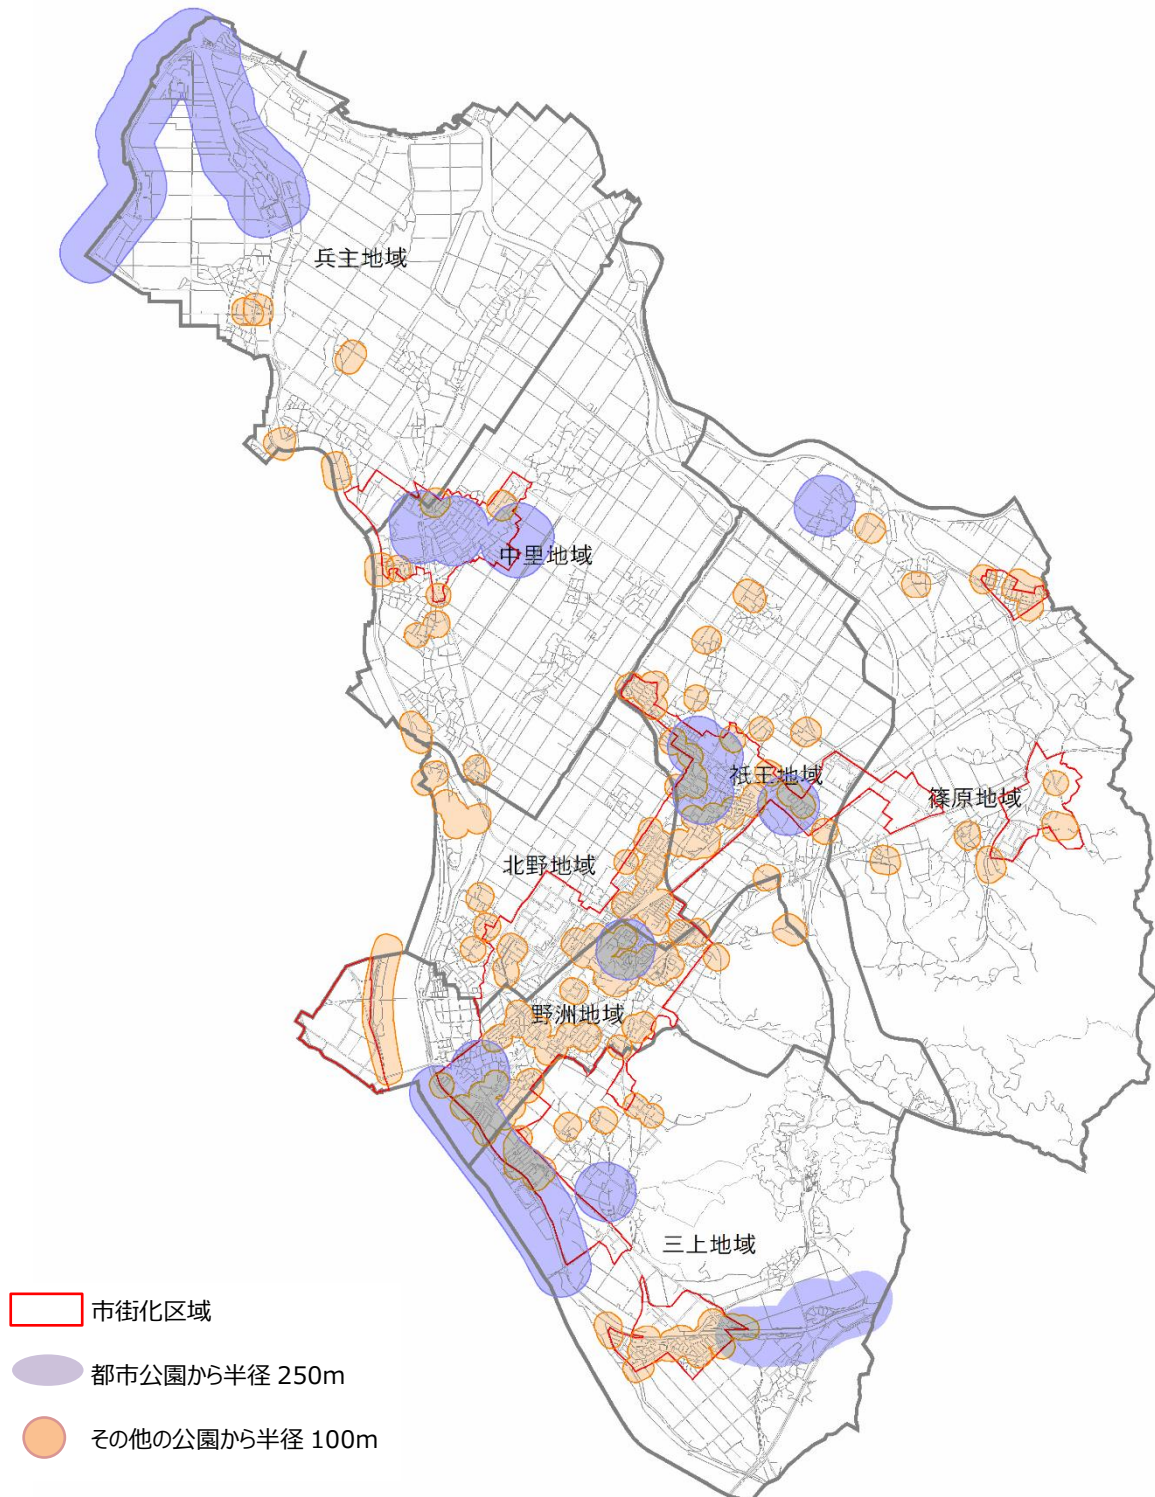 兵主地域
中里地域
祇王地域
篠原地域
北野地域
野洲地域
三上地域
市街化区域
都市公園から半径 250m
その他の公園から半径 100m